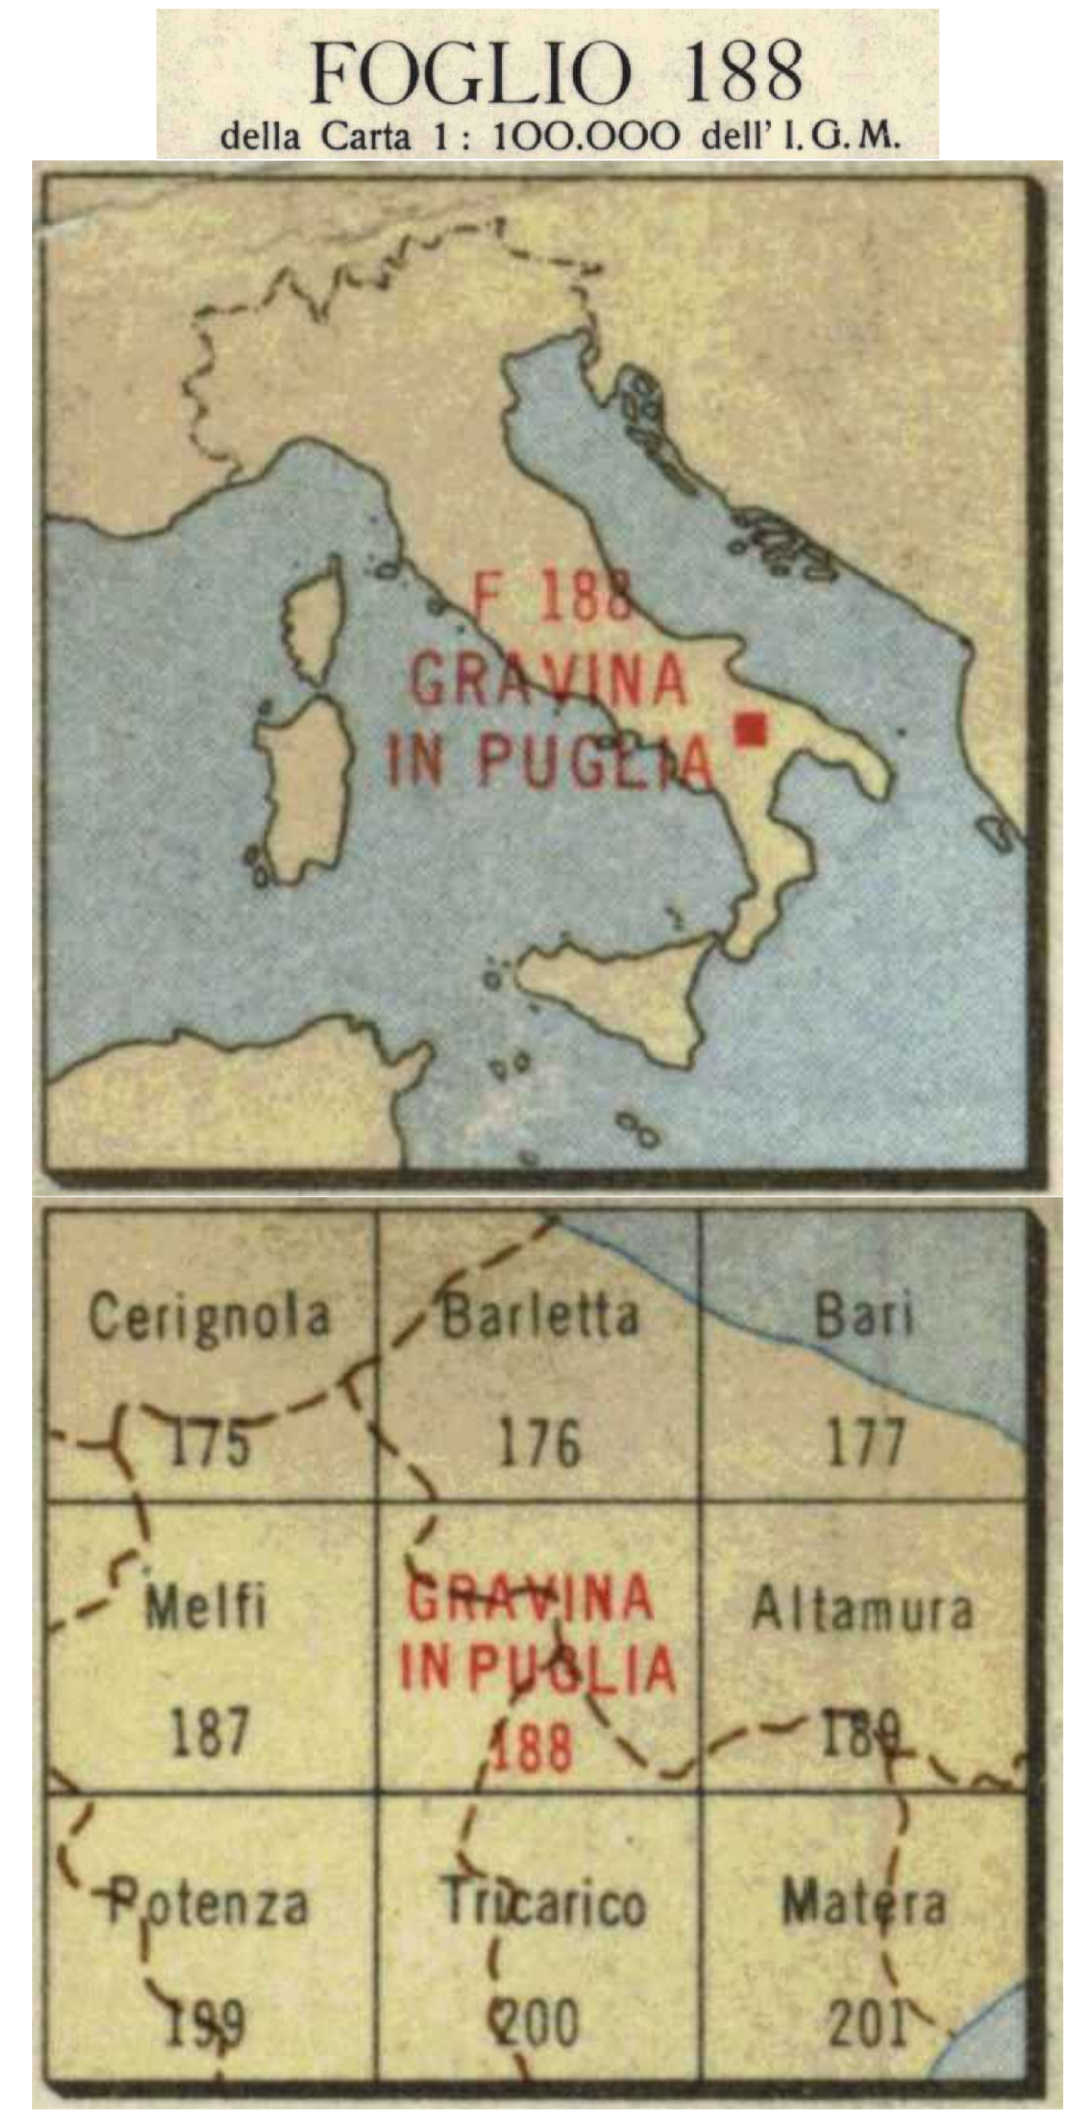 FOGLIO 188
della Carta 1 : 100.000 dell' I. G. M.
F 188
GRAVINA
IN PUGLIA
Cerignola
175
Barletta
176
Bari
177
Melfi
187
GRAVINA
IN PUGLIA
188
Altamura
189
Potenza
199
Tricarico
200
Matera
201